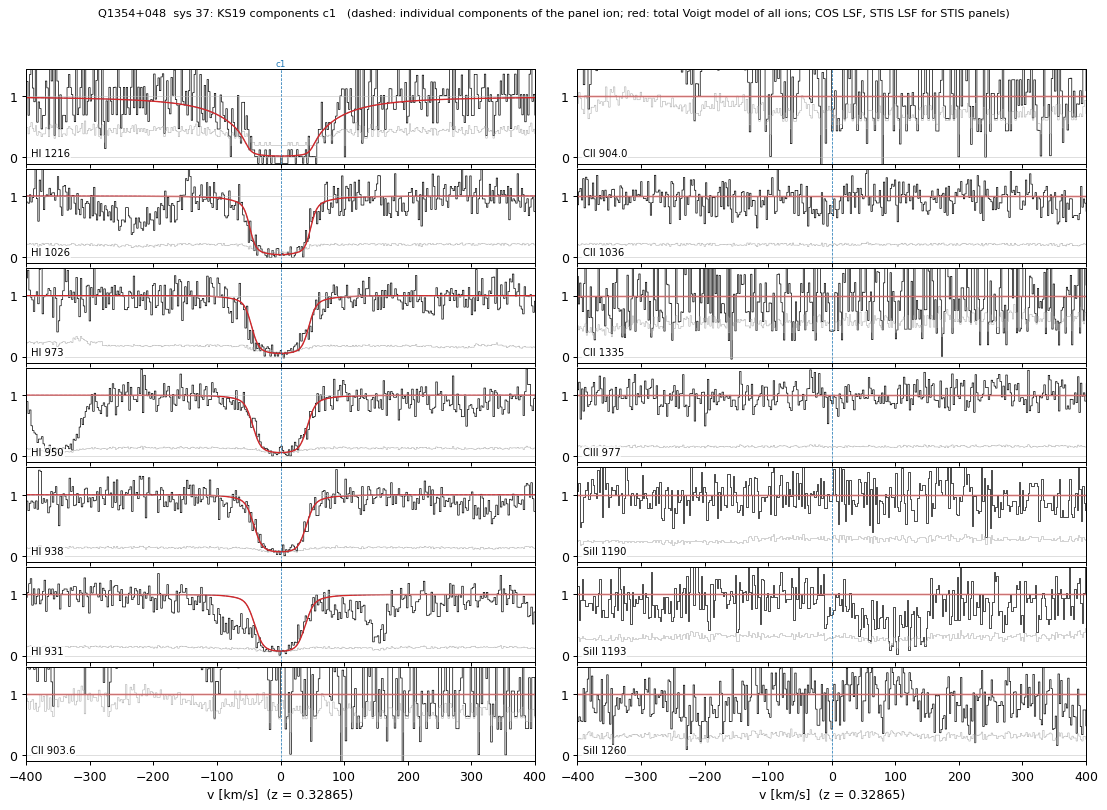 Q1354+048  sys 37: KS19 components c1   (dashed: individual components of the panel ion; red: total Voigt model of all ions; COS LSF, STIS LSF for STIS panels)
c1
1
0
HI 1216
1
0
HI 1026
1
0
HI 973
1
0
HI 950
1
0
HI 938
1
0
HI 931
1
0
CII 903.6
−400 −300 −200 −100 0 100 200 300 400
v [km/s]  (z = 0.32865)
1
0
CII 904.0
1
0
CII 1036
1
0
CII 1335
1
0
CIII 977
1
0
SiII 1190
1
0
SiII 1193
1
0
SiII 1260
−400 −300 −200 −100 0 100 200 300 400
v [km/s]  (z = 0.32865)